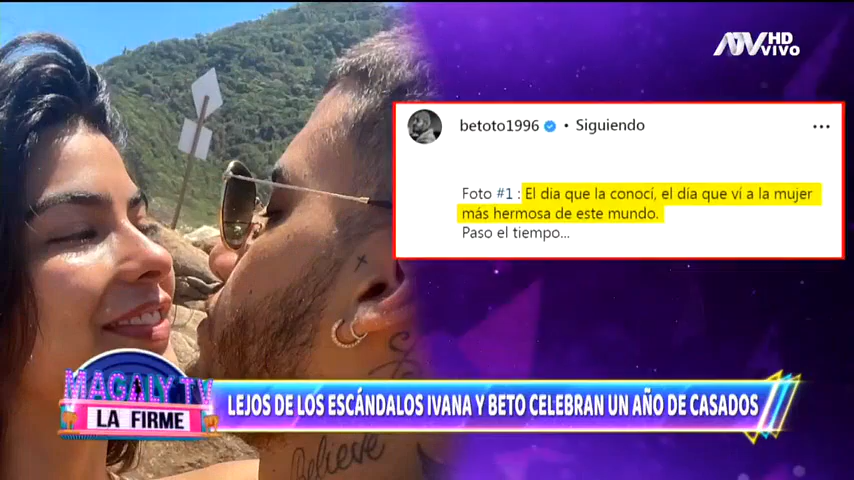 ATV HD
VIVO
betoto1996 • Siguiendo
Foto #1 : El dia que la conocí, el día que ví a la mujer
más hermosa de este mundo.
Paso el tiempo...
Believe
MAGALY TV
LA FIRME
LEJOS DE LOS ESCÁNDALOS IVANA Y BETO CELEBRAN UN AÑO DE CASADOS